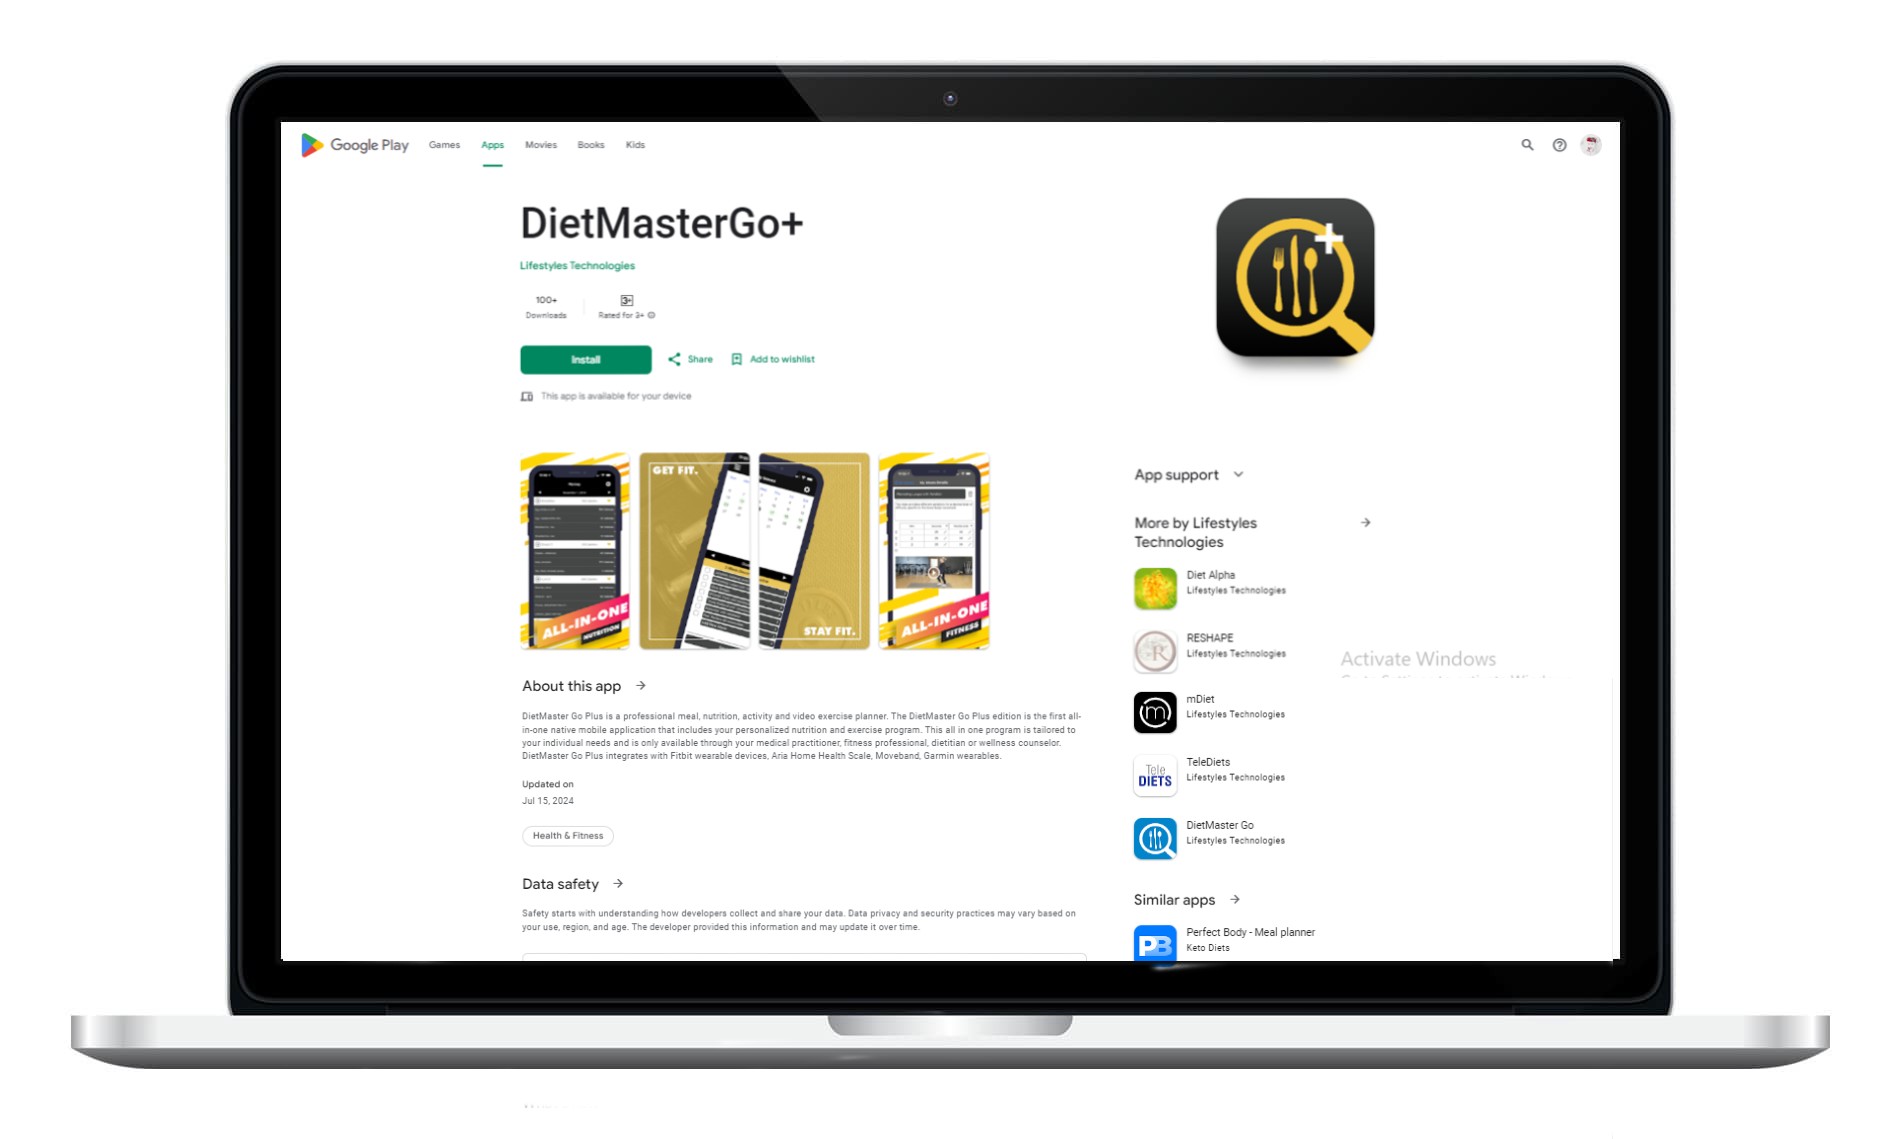 Google Play Games Apps Movies Books Kids
DietMasterGo+
Lifestyles Technologies
100+
Downloads
3+
Rated for 3+
Install Share Add to wishlist
This app is available for your device
ALL-IN-ONE
NUTRITION
GET FIT.
STAY FIT.
ALL-IN-ONE
FITNESS
About this app
DietMaster Go Plus is a professional meal, nutrition, activity and video exercise planner. The DietMaster Go Plus edition is the first all-
in-one native mobile application that includes your personalized nutrition and exercise program. This all in one program is tailored to
your individual needs and is only available through your medical practitioner, fitness professional, dietitian or wellness counselor.
DietMaster Go Plus integrates with Fitbit wearable devices, Aria Home Health Scale, Moveband, Garmin wearables.
Updated on
Jul 15, 2024
Health & Fitness
Data safety
Safety starts with understanding how developers collect and share your data. Data privacy and security practices may vary based on
your use, region, and age. The developer provided this information and may update it over time.
App support
More by Lifestyles
Technologies
Diet Alpha
Lifestyles Technologies
R
RESHAPE
Lifestyles Technologies
Activate Windows
m
mDiet
Lifestyles Technologies
Tele
DIETS
TeleDiets
Lifestyles Technologies
DietMaster Go
Lifestyles Technologies
Similar apps
PB
Perfect Body - Meal planner
Keto Diets